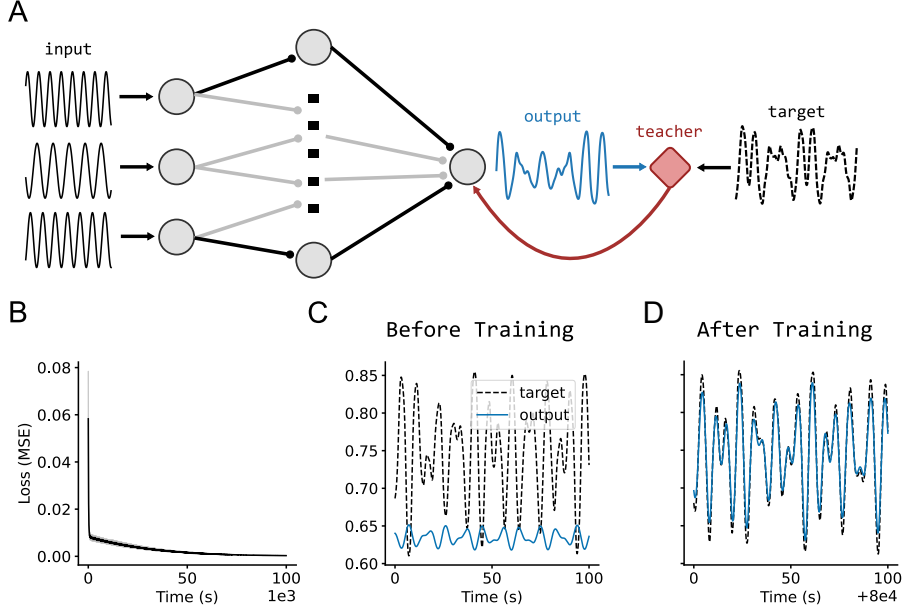 A
input
output
teacher
target
B
C
D
Before Training
After Training
0.08
0.06
0.04
0.02
0.00
Loss (MSE)
0
50
100
Time (s)
1e3
0.85
0.80
0.75
0.70
0.65
0.60
target
output
0
50
100
Time (s)
0
50
100
Time (s)
+8e4